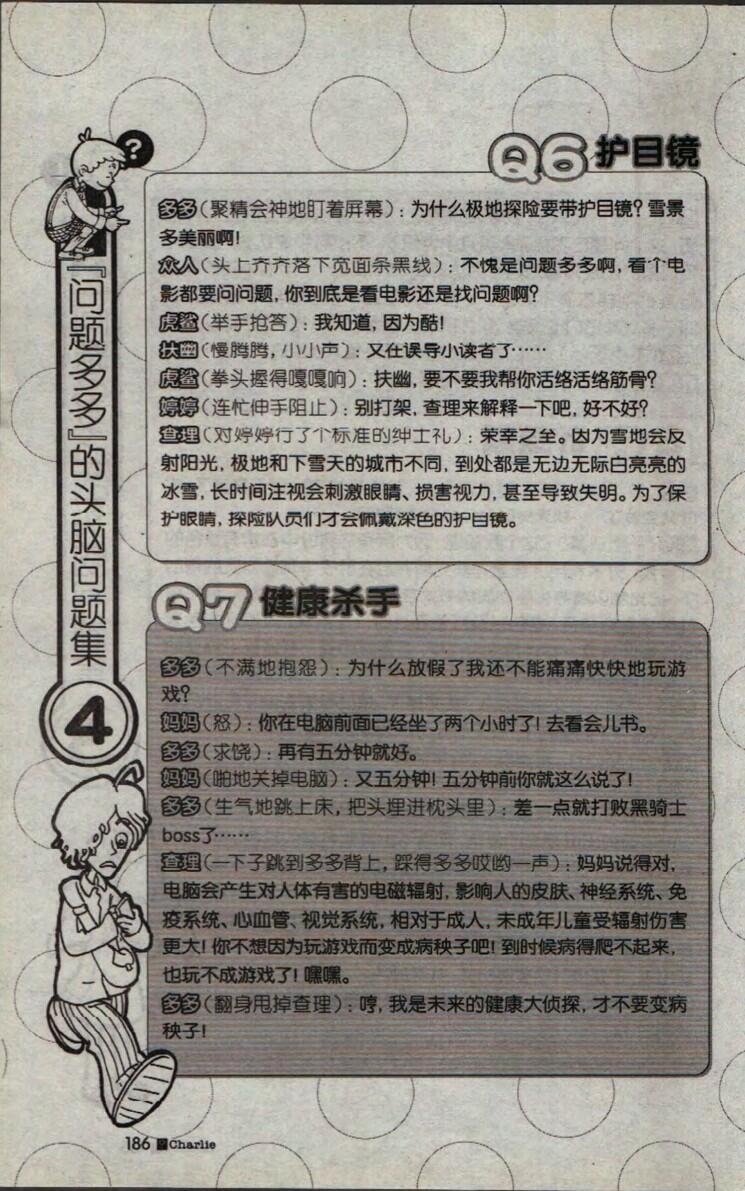 『问题多多』的头脑问题集
4
?
Q6 护目镜
多多(聚精会神地盯着屏幕):为什么极地探险要带护目镜?雪景
多美丽啊!
众人(头上齐齐落下宽面条黑线):不愧是问题多多啊,看个电
影都要问问题,你到底是看电影还是找问题啊?
虎鲨(举手抢答):我知道,因为酷!
扶幽(慢腾腾,小小声):又在误导小读者了……
虎鲨(拳头握得嘎嘎响):扶幽,要不要我帮你活络活络筋骨?
婷婷(连忙伸手阻止):别打架,查理来解释一下吧,好不好?
查理(对婷婷行了个标准的绅士礼):荣幸之至。因为雪地会反
射阳光,极地和下雪天的城市不同,到处都是无边无际白亮亮的
冰雪,长时间注视会刺激眼睛、损害视力,甚至导致失明。为了保
护眼睛,探险队员们才会佩戴深色的护目镜。
Q7 健康杀手
多多(不满地抱怨):为什么放假了我还不能痛痛快快地玩游
戏?
妈妈(怒):你在电脑前面已经坐了两个小时了!去看会儿书。
多多(求饶):再有五分钟就好。
妈妈(啪地关掉电脑):又五分钟!五分钟前你就这么说了!
多多(生气地跳上床,把头埋进枕头里):差一点就打败黑骑士
boss了……
查理(一下子跳到多多背上,踩得多多哎哟一声):妈妈说得对,
电脑会产生对人体有害的电磁辐射,影响人的皮肤、神经系统、免
疫系统、心血管、视觉系统,相对于成人,未成年儿童受辐射伤害
更大!你不想因为玩游戏而变成病秧子吧!到时候病得爬不起来,
也玩不成游戏了!嘿嘿。
多多(翻身甩掉查理):哼,我是未来的健康大侦探,才不要变病
秧子!
186 Charlie